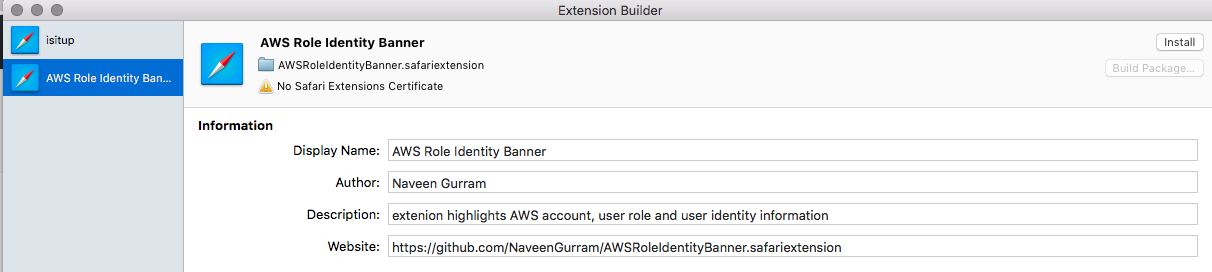 Extension Builder
isitup
AWS Role Identity Ban...
AWS Role Identity Banner
AWSRoleIdentityBanner.safariextension
No Safari Extensions Certificate
Install
Build Package...
Information
Display Name: AWS Role Identity Banner
Author: Naveen Gurram
Description: extenion highlights AWS account, user role and user identity information
Website: https://github.com/NaveenGurram/AWSRoleIdentityBanner.safariextension